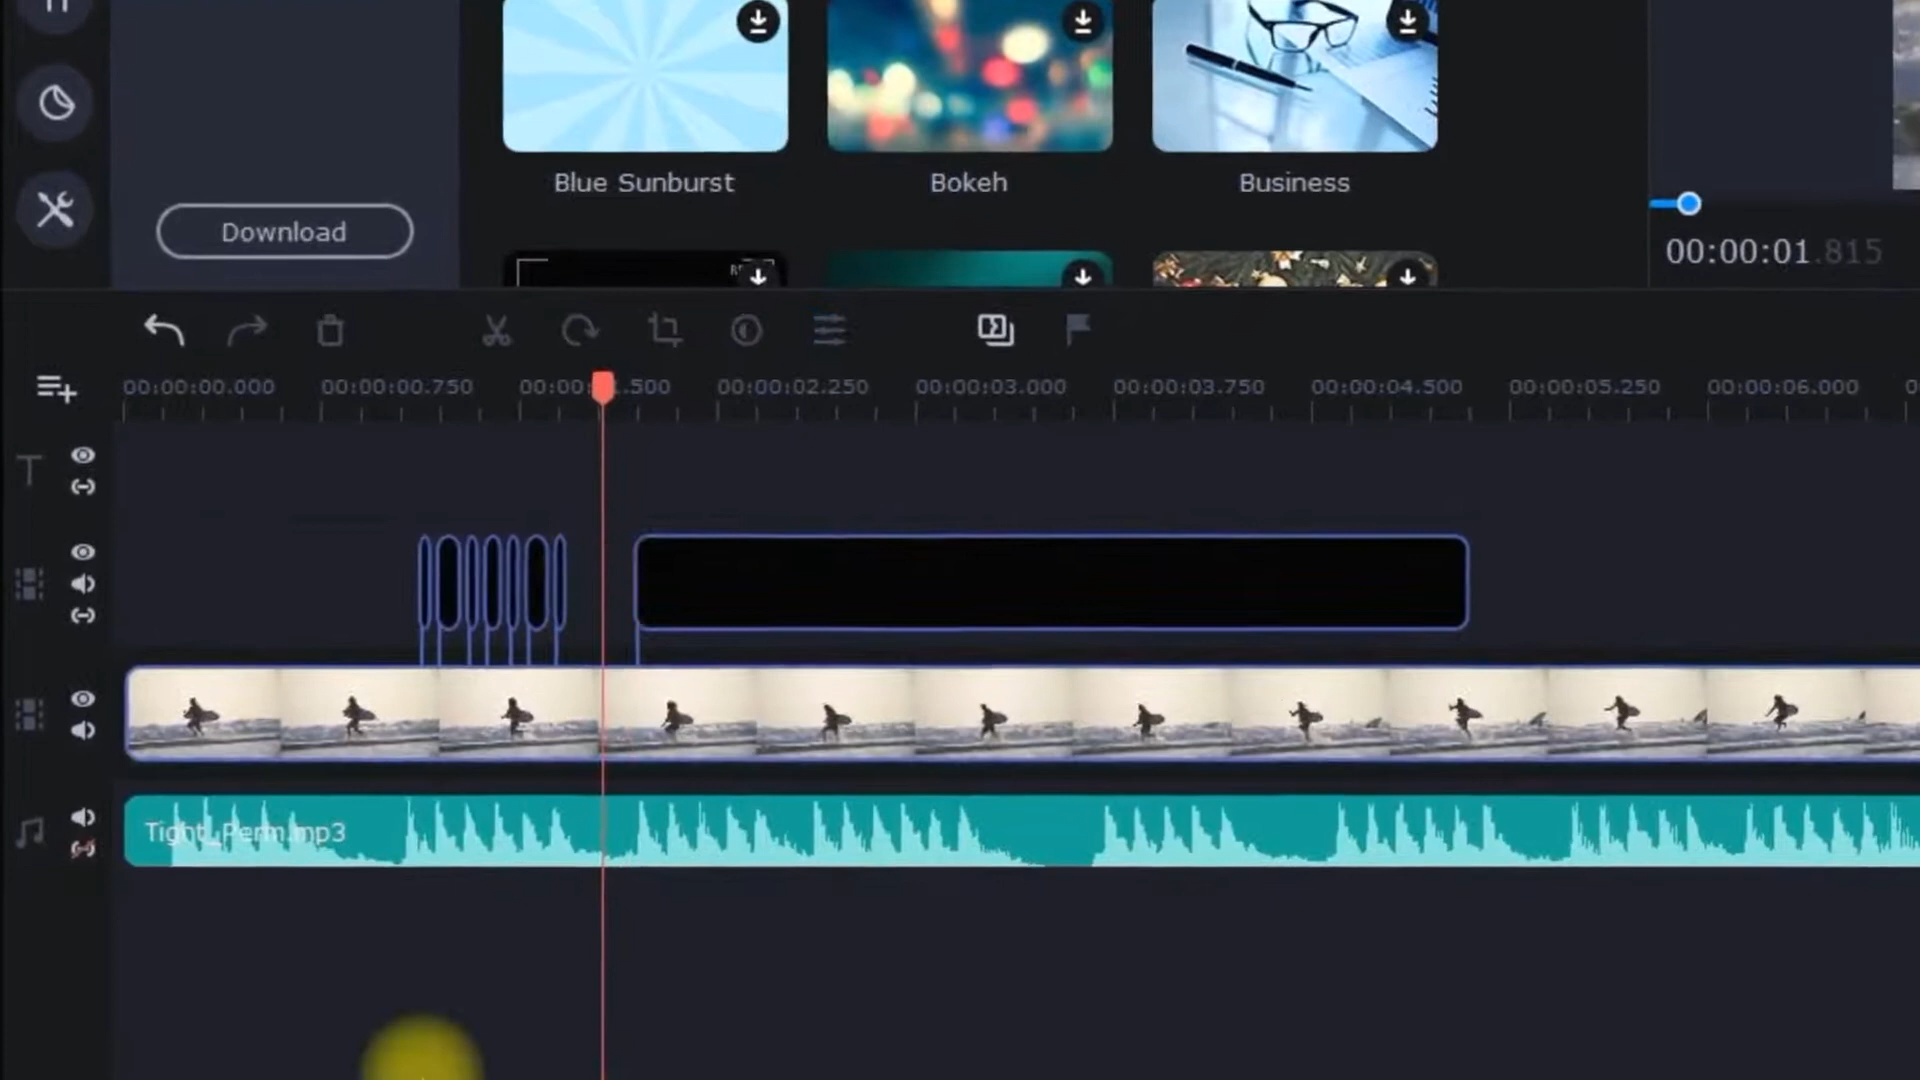 Blue Sunburst
Bokeh
Business
Download
00:00:01.815
00:00:00.000
00:00:00.750
.500
00:00:02.250
00:00:03.000
00:00:03.750
00:00:04.500
00:00:05.250
00:00:06.000
Tight_Perm.mp3